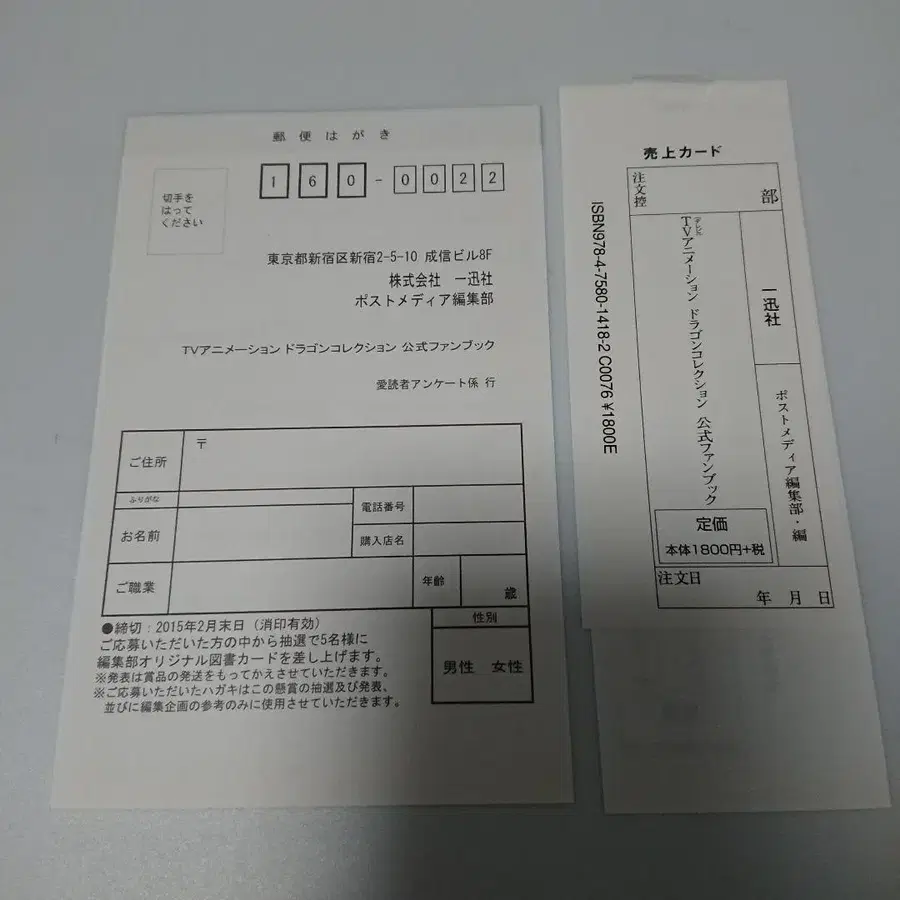 郵便はがき
切手を
はって
ください
160-0022
東京都新宿区新宿2-5-10 成信ビル8F
株式会社 一迅社
ポストメディア編集部
TVアニメーション ドラゴンコレクション 公式ファンブック
愛読者アンケート係 行
ご住所
〒
ふりがな
お名前
電話番号
購入店名
ご職業
年齢
歳
性別
男性 女性
●締切：2015年2月末日（消印有効）
ご応募いただいた方の中から抽選で5名様に
編集部オリジナル図書カードを差し上げます。
※発表は賞品の発送をもってかえさせていただきます。
※ご応募いただいたハガキはこの懸賞の抽選及び発表、
並びに編集企画の参考のみに使用させていただきます。
売上カード
注文控
部
一迅社
ポストメディア編集部・編
テレビ
TVアニメーション ドラゴンコレクション 公式ファンブック
定価
本体1800円+税
注文日
年 月 日
ISBN978-4-7580-1418-2 C0076 ¥1800E